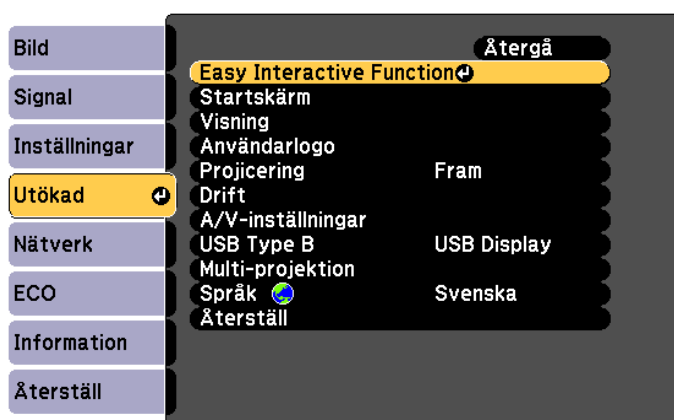 Bild
Signal
Inställningar
Utökad
Nätverk
ECO
Information
Återställ
Återgå
Easy Interactive Function
Startskärm
Visning
Användarlogo
Projicering Fram
Drift
A/V-inställningar
USB Type B USB Display
Multi-projektion
Språk Svenska
Återställ